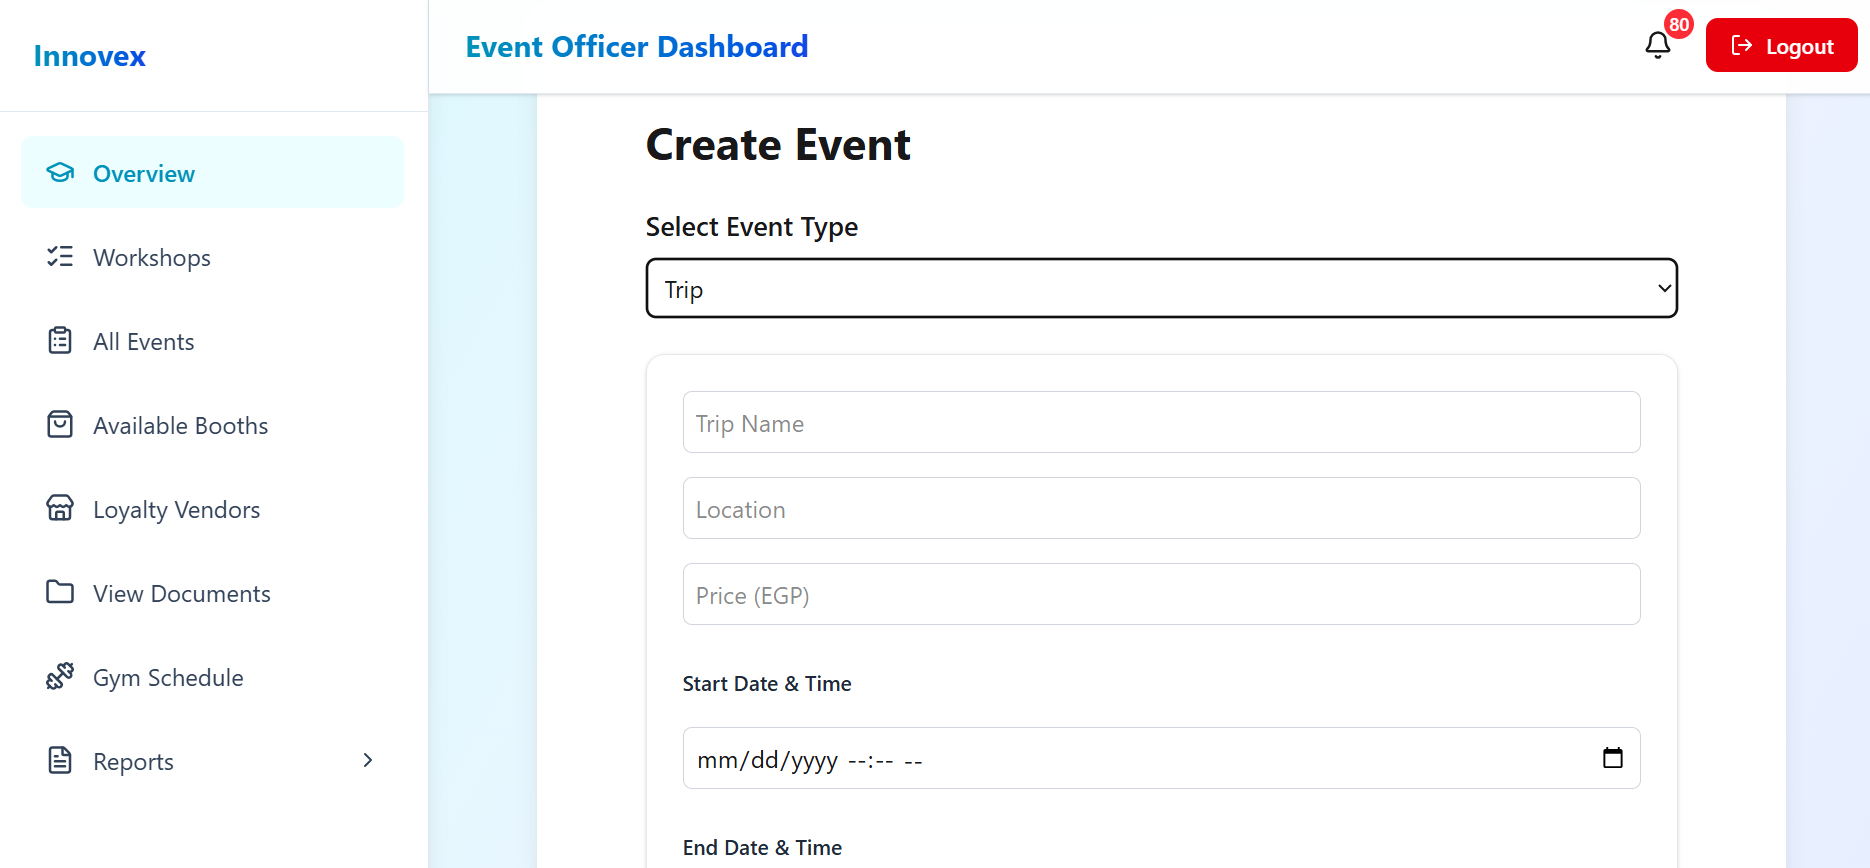 Innovex
Overview
Workshops
All Events
Available Booths
Loyalty Vendors
View Documents
Gym Schedule
Reports
Event Officer Dashboard
80
Logout
Create Event
Select Event Type
Trip
Trip Name
Location
Price (EGP)
Start Date & Time
mm/dd/yyyy --:-- --
End Date & Time